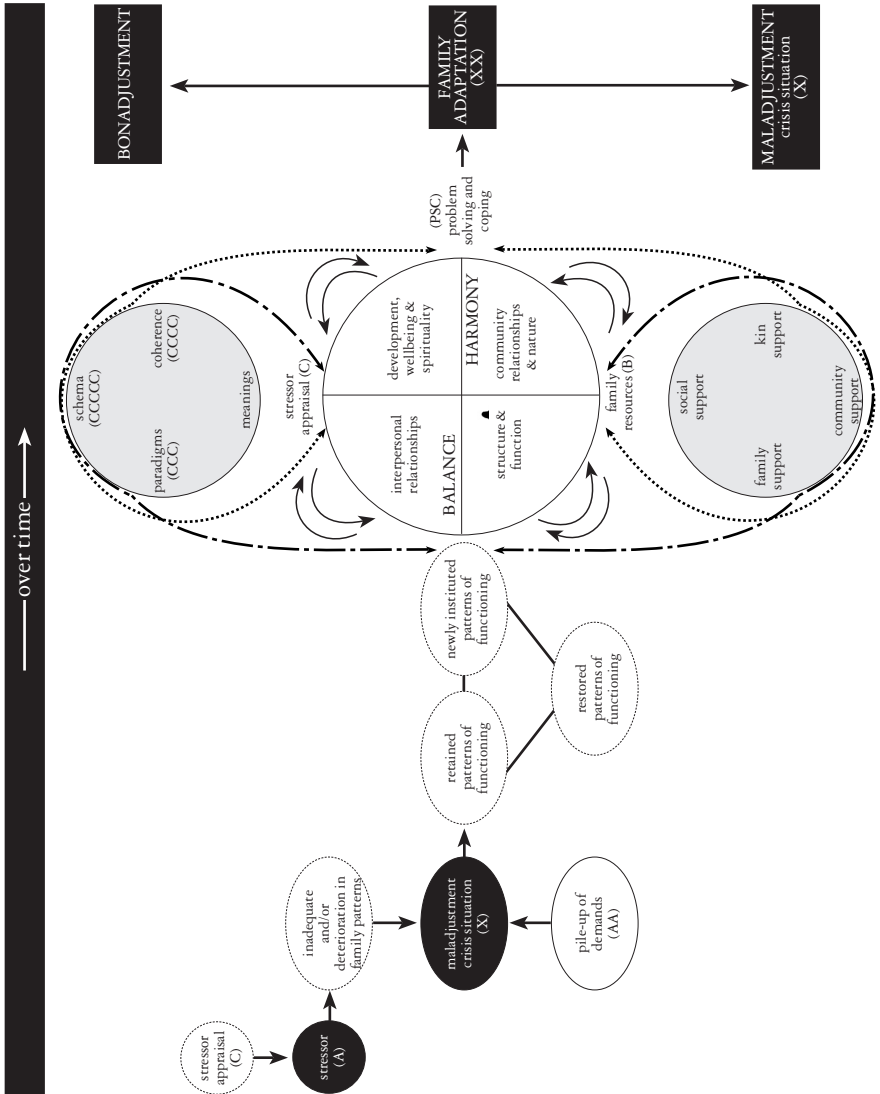 over time
stressor
appraisal
(C)
stressor
(A)
inadequate
and/or
deterioration in
family patterns
maladjustment
crisis situation
(X)
pile-up of
demands
(AA)
retained
patterns of
functioning
newly instituted
patterns of
functioning
restored
patterns of
functioning
schema
(CCCCC)
paradigms
(CCC)
coherence
(CCCC)
meanings
stressor
appraisal (C)
interpersonal
relationships
development,
wellbeing &
spirituality
BALANCE
HARMONY
structure &
function
community
relationships
& nature
family
resources (B)
social
support
family
support
kin
support
community
support
(PSC)
problem
solving and
coping
BONADJUSTMENT
FAMILY
ADAPTATION
(XX)
MALADJUSTMENT
crisis situation
(X)